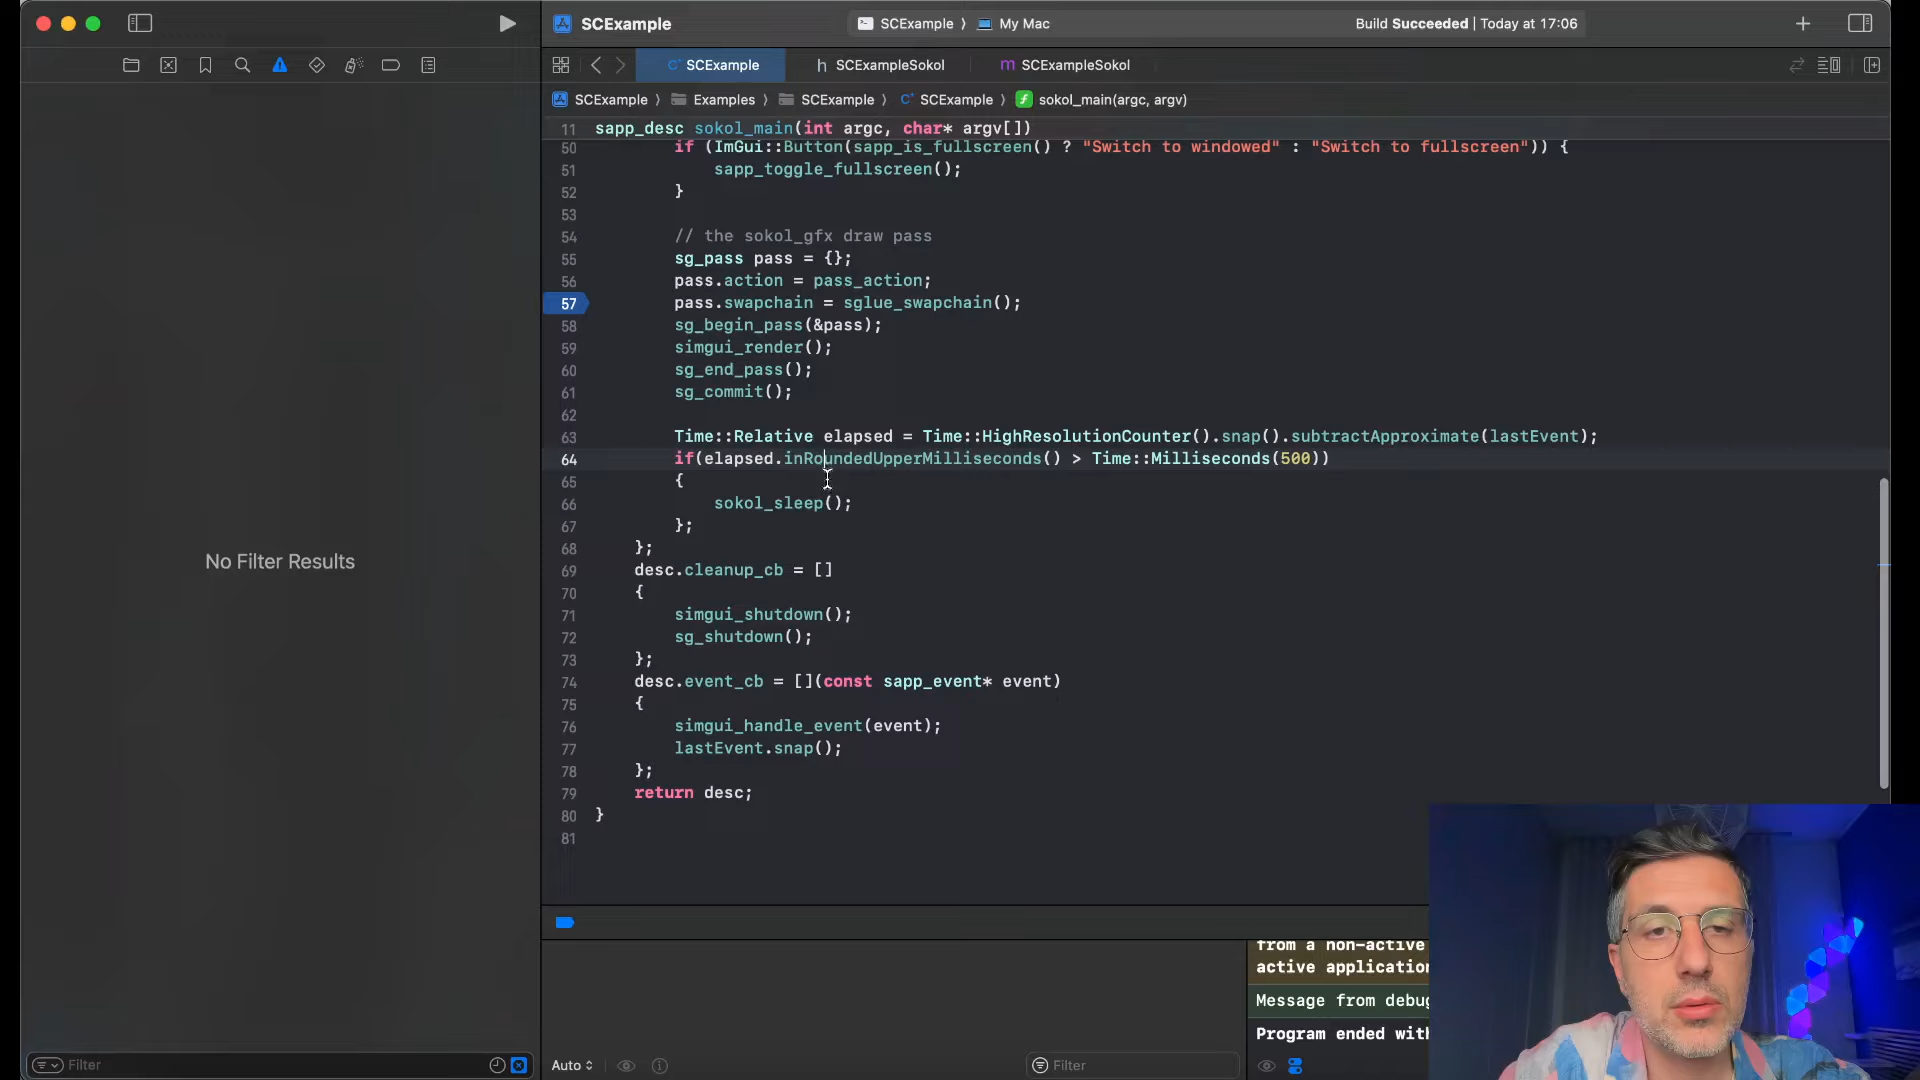 SCExample
SCExample 〉 My Mac
Build Succeeded | Today at 17:06
SCExample
h SCExampleSokol
m SCExampleSokol
SCExample 〉 Examples 〉 SCExample 〉 SCExample 〉 f sokol_main(argc, argv)
11 sapp_desc sokol_main(int argc, char* argv[])
50 if (ImGui::Button(sapp_is_fullscreen() ? "Switch to windowed" : "Switch to fullscreen")) {
51 sapp_toggle_fullscreen();
52 }
53
54 // the sokol_gfx draw pass
55 sg_pass pass = {};
56 pass.action = pass_action;
57 pass.swapchain = sglue_swapchain();
58 sg_begin_pass(&pass);
59 simgui_render();
60 sg_end_pass();
61 sg_commit();
62
63 Time::Relative elapsed = Time::HighResolutionCounter().snap().subtractApproximate(lastEvent);
64 if(elapsed.inRoundedUpperMilliseconds() > Time::Milliseconds(500))
65 {
66 sokol_sleep();
67 };
68 };
69 desc.cleanup_cb = []
70 {
71 simgui_shutdown();
72 sg_shutdown();
73 };
74 desc.event_cb = [](const sapp_event* event)
75 {
76 simgui_handle_event(event);
77 lastEvent.snap();
78 };
79 return desc;
80 }
81
No Filter Results
from a non-active
active application
Message from debug
Program ended with
Filter
Auto
Filter